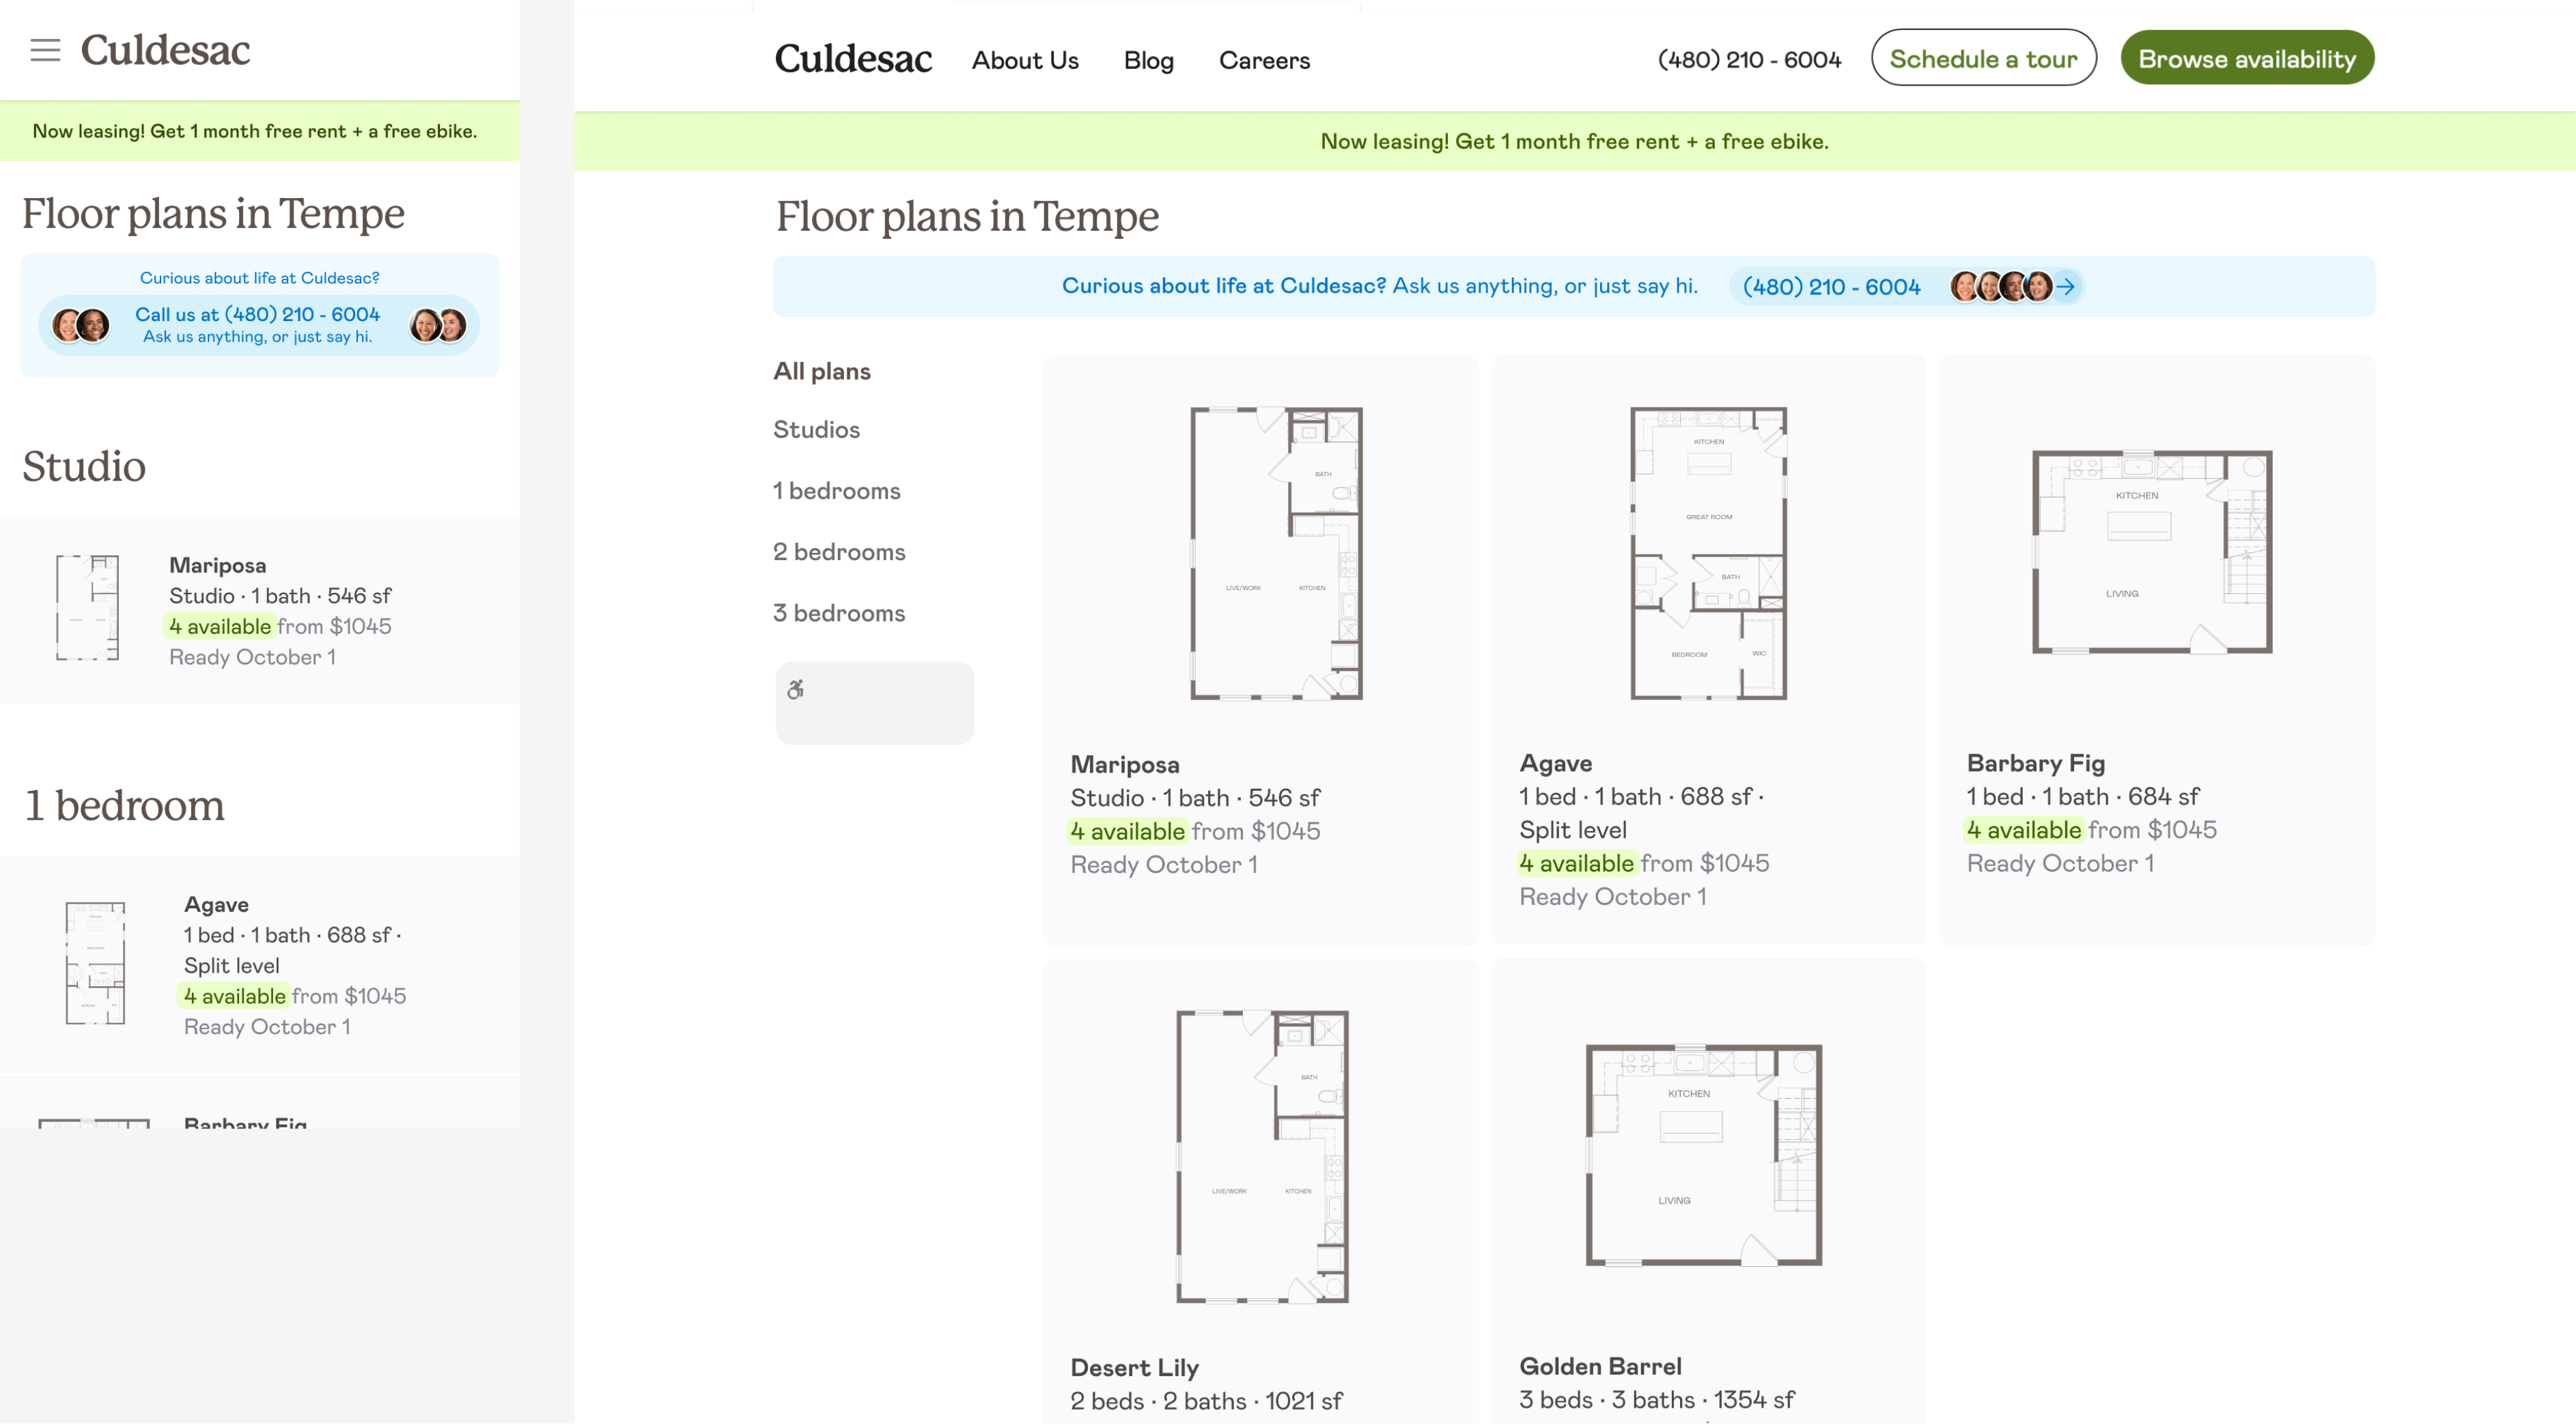 Culdesac
Now leasing! Get 1 month free rent + a free ebike.
Floor plans in Tempe
Curious about life at Culdesac?
Call us at (480) 210 - 6004
Ask us anything, or just say hi.
Studio
Mariposa
Studio · 1 bath · 546 sf
4 available from $1045
Ready October 1
1 bedroom
Agave
1 bed · 1 bath · 688 sf ·
Split level
4 available from $1045
Ready October 1
Barbary Fig
Culdesac About Us Blog Careers (480) 210 - 6004 Schedule a tour Browse availability
Now leasing! Get 1 month free rent + a free ebike.
Floor plans in Tempe
Curious about life at Culdesac? Ask us anything, or just say hi. (480) 210 - 6004
All plans
Studios
1 bedrooms
2 bedrooms
3 bedrooms
BATH
LIVE/WORK KITCHEN
Mariposa
Studio · 1 bath · 546 sf
4 available from $1045
Ready October 1
KITCHEN
GREAT ROOM
BATH
BEDROOM WIC
Agave
1 bed · 1 bath · 688 sf ·
Split level
4 available from $1045
Ready October 1
KITCHEN
LIVING
Barbary Fig
1 bed · 1 bath · 684 sf
4 available from $1045
Ready October 1
BATH
LIVE/WORK KITCHEN
Desert Lily
2 beds · 2 baths · 1021 sf
KITCHEN
LIVING
Golden Barrel
3 beds · 3 baths · 1354 sf